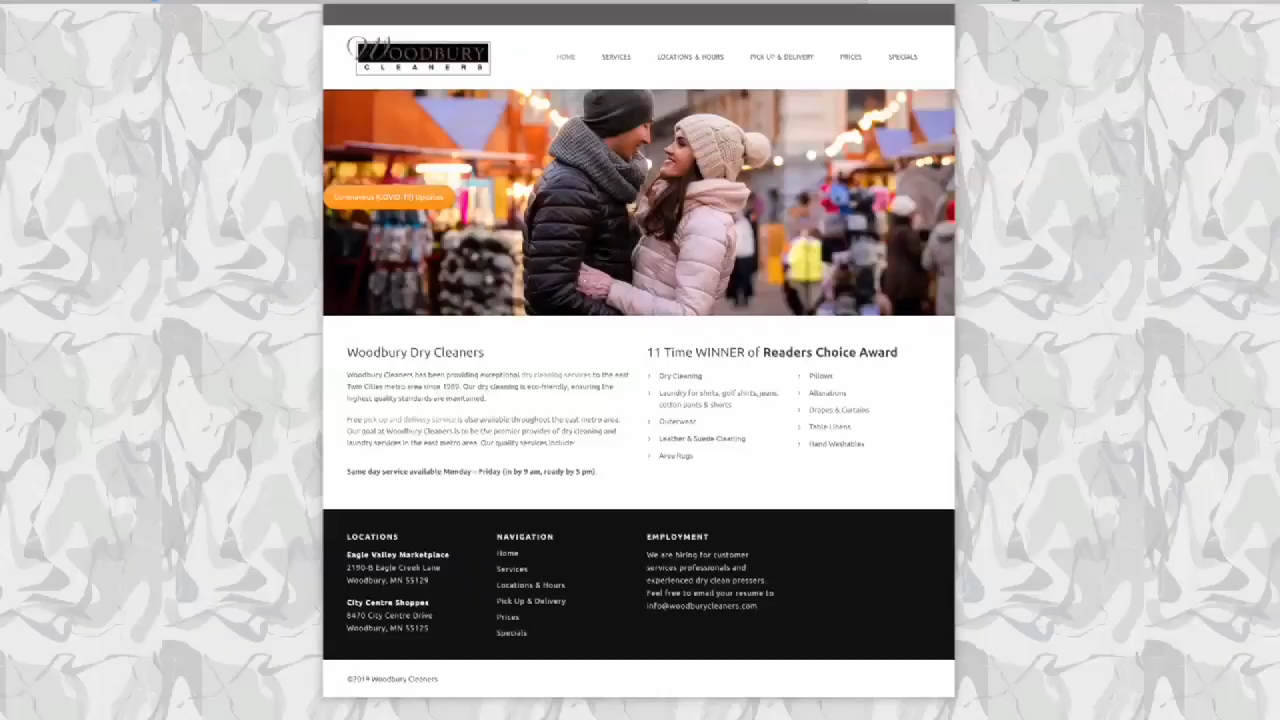 WOODBURY
CLEANERS
HOME SERVICES LOCATIONS & HOURS PICK UP & DELIVERY PRICES SPECIALS
Coronavirus (COVID-19) Updates
Woodbury Dry Cleaners
Woodbury Cleaners has been providing exceptional dry cleaning services to the east
Twin Cities metro area since 1989. Our dry cleaning is eco-friendly, ensuring the
highest quality standards are maintained.
Free pick up and delivery service is also available throughout the east metro area.
Our goal at Woodbury Cleaners is to be the premier provider of dry cleaning and
laundry services in the east metro area. Our quality services include:
Same day service available Monday – Friday (in by 9 am, ready by 5 pm).
11 Time WINNER of Readers Choice Award
Dry Cleaning
Laundry for shirts, golf shirts, jeans,
cotton pants & shorts
Outerwear
Leather & Suede Cleaning
Area Rugs
Pillows
Alterations
Drapes & Curtains
Table Linens
Hand Washables
LOCATIONS
Eagle Valley Marketplace
2190-B Eagle Creek Lane
Woodbury, MN 55129
City Centre Shoppes
8470 City Centre Drive
Woodbury, MN 55125
NAVIGATION
Home
Services
Locations & Hours
Pick Up & Delivery
Prices
Specials
EMPLOYMENT
We are hiring for customer
services professionals and
experienced dry clean pressers.
Feel free to email your resume to
info@woodburycleaners.com
©2019 Woodbury Cleaners